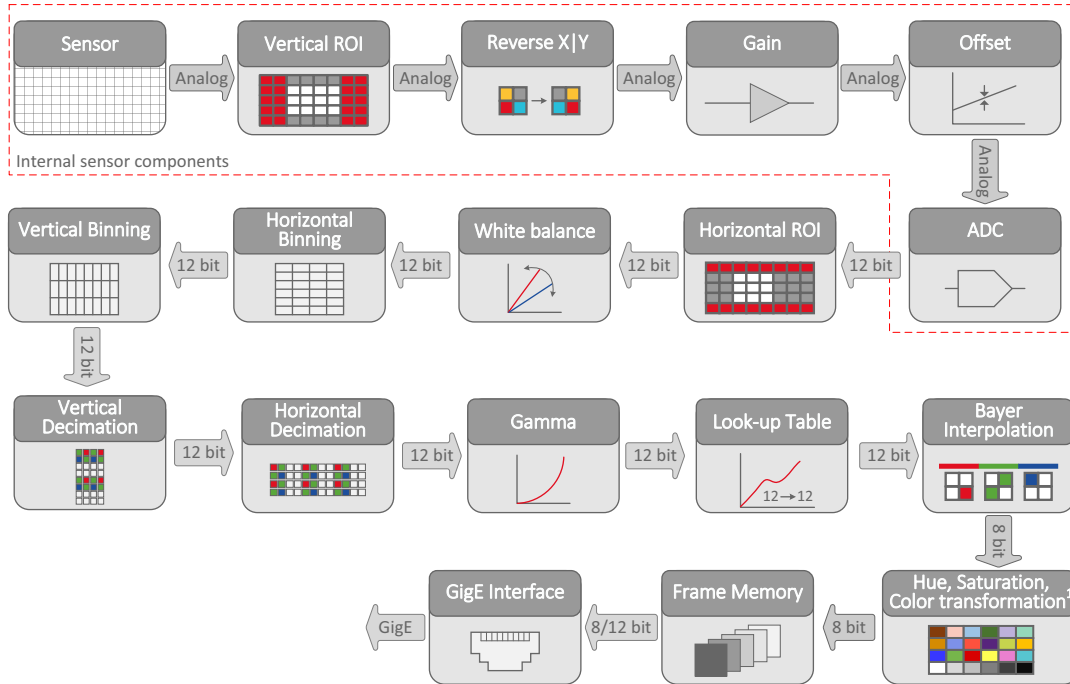 Sensor
Analog
Vertical ROI
Analog
Reverse X|Y
Analog
Gain
Analog
Offset
Internal sensor components
Analog
ADC
12 bit
Horizontal ROI
12 bit
White balance
12 bit
Horizontal
Binning
12 bit
Vertical Binning
12 bit
Vertical
Decimation
12 bit
Horizontal
Decimation
12 bit
Gamma
12 bit
Look-up Table
12→12
12 bit
Bayer
Interpolation
8 bit
Hue, Saturation,
Color transformation¹
8 bit
Frame Memory
8/12 bit
GigE Interface
GigE